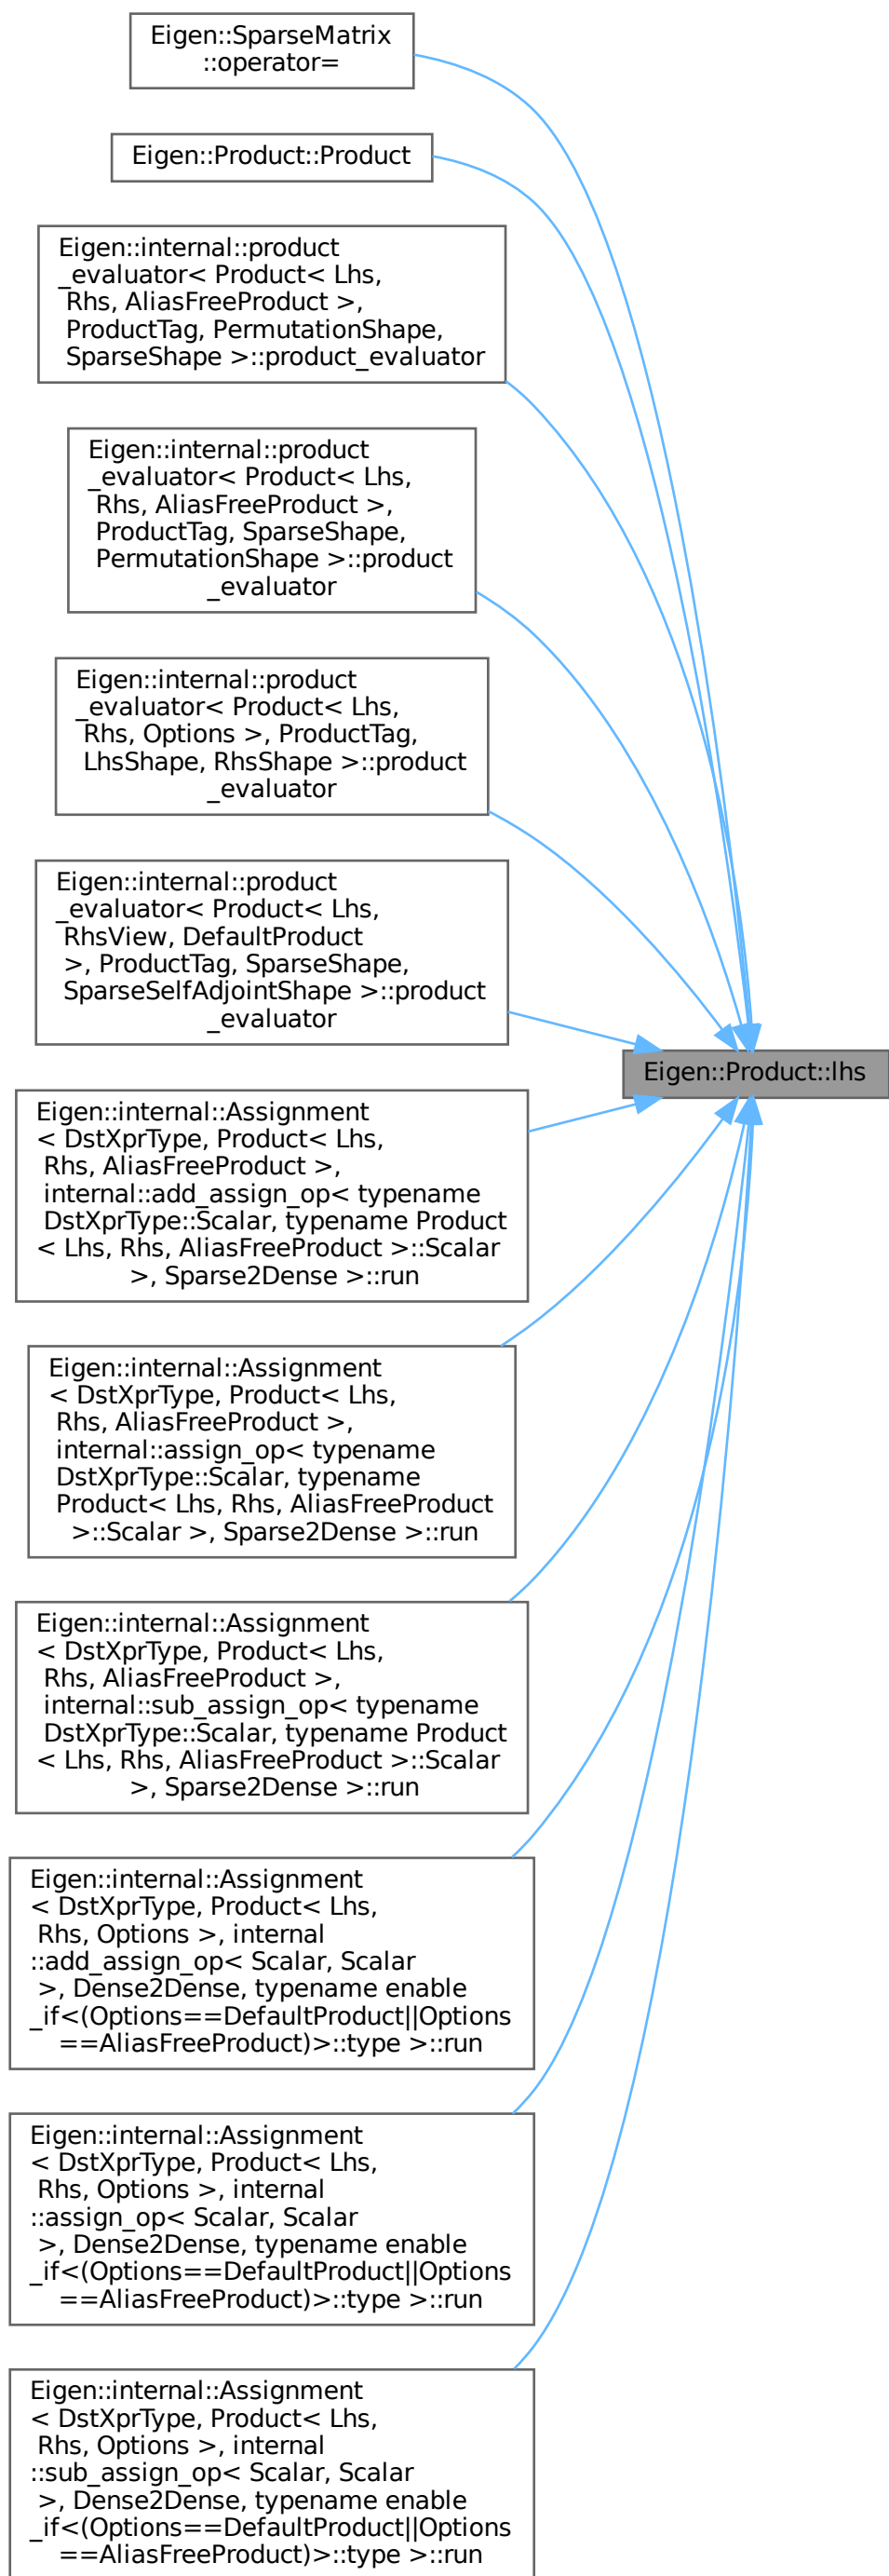 Eigen::SparseMatrix
::operator=
Eigen::Product::Product
Eigen::internal::product
_evaluator< Product< Lhs,
Rhs, AliasFreeProduct >,
ProductTag, PermutationShape,
SparseShape >::product_evaluator
Eigen::internal::product
_evaluator< Product< Lhs,
Rhs, AliasFreeProduct >,
ProductTag, SparseShape,
PermutationShape >::product
_evaluator
Eigen::internal::product
_evaluator< Product< Lhs,
Rhs, Options >, ProductTag,
LhsShape, RhsShape >::product
_evaluator
Eigen::internal::product
_evaluator< Product< Lhs,
RhsView, DefaultProduct
>, ProductTag, SparseShape,
SparseSelfAdjointShape >::product
_evaluator
Eigen::Product::lhs
Eigen::internal::Assignment
< DstXprType, Product< Lhs,
Rhs, AliasFreeProduct >,
internal::add_assign_op< typename
DstXprType::Scalar, typename Product
< Lhs, Rhs, AliasFreeProduct >::Scalar
>, Sparse2Dense >::run
Eigen::internal::Assignment
< DstXprType, Product< Lhs,
Rhs, AliasFreeProduct >,
internal::assign_op< typename
DstXprType::Scalar, typename
Product< Lhs, Rhs, AliasFreeProduct
>::Scalar >, Sparse2Dense >::run
Eigen::internal::Assignment
< DstXprType, Product< Lhs,
Rhs, AliasFreeProduct >,
internal::sub_assign_op< typename
DstXprType::Scalar, typename Product
< Lhs, Rhs, AliasFreeProduct >::Scalar
>, Sparse2Dense >::run
Eigen::internal::Assignment
< DstXprType, Product< Lhs,
Rhs, Options >, internal
::add_assign_op< Scalar, Scalar
>, Dense2Dense, typename enable
_if<(Options==DefaultProduct||Options
==AliasFreeProduct)>::type >::run
Eigen::internal::Assignment
< DstXprType, Product< Lhs,
Rhs, Options >, internal
::assign_op< Scalar, Scalar
>, Dense2Dense, typename enable
_if<(Options==DefaultProduct||Options
==AliasFreeProduct)>::type >::run
Eigen::internal::Assignment
< DstXprType, Product< Lhs,
Rhs, Options >, internal
::sub_assign_op< Scalar, Scalar
>, Dense2Dense, typename enable
_if<(Options==DefaultProduct||Options
==AliasFreeProduct)>::type >::run